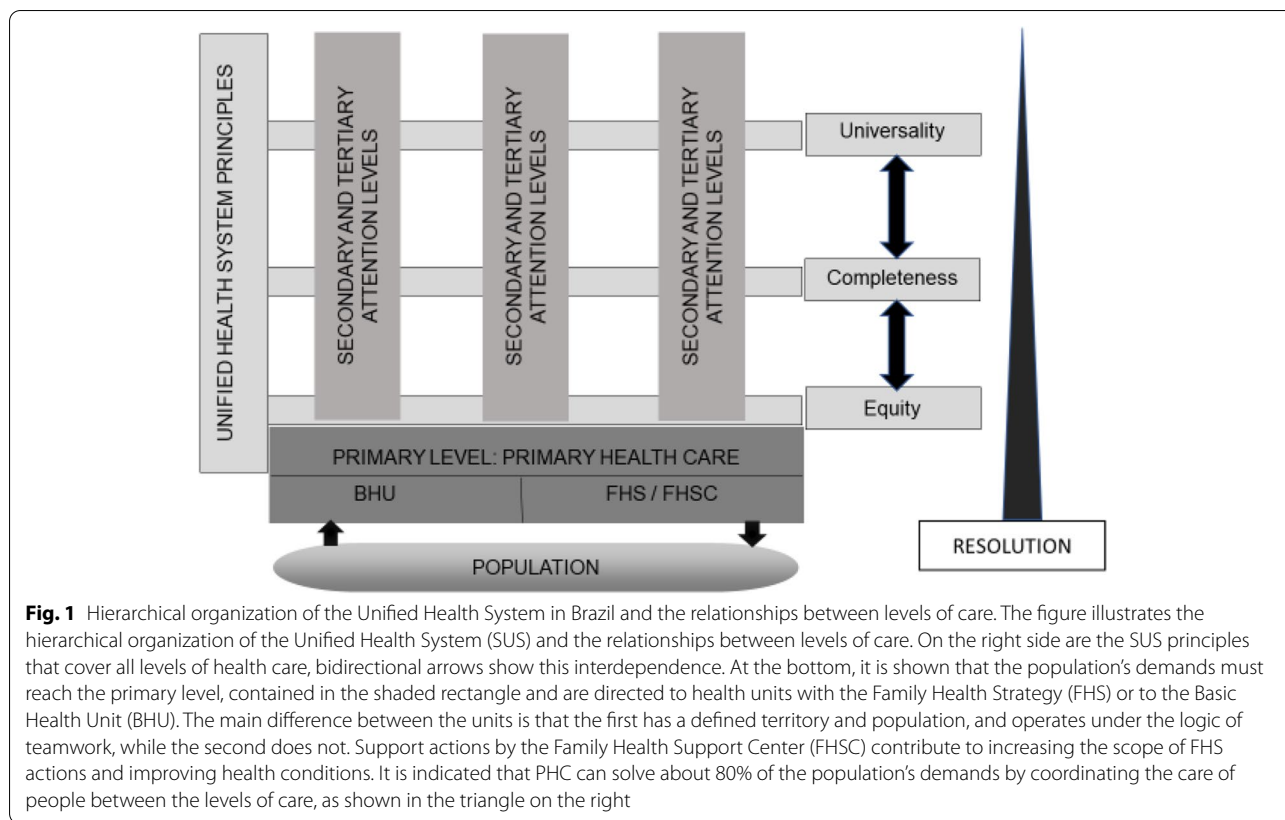 UNIFIED HEALTH SYSTEM PRINCIPLES
SECONDARY AND TERTIARY
ATTENTION LEVELS
SECONDARY AND TERTIARY
ATTENTION LEVELS
SECONDARY AND TERTIARY
ATTENTION LEVELS
Universality
Completeness
Equity
PRIMARY LEVEL: PRIMARY HEALTH CARE
BHU
FHS / FHSC
POPULATION
RESOLUTION
Fig. 1 Hierarchical organization of the Unified Health System in Brazil and the relationships between levels of care. The figure illustrates the
hierarchical organization of the Unified Health System (SUS) and the relationships between levels of care. On the right side are the SUS principles
that cover all levels of health care, bidirectional arrows show this interdependence. At the bottom, it is shown that the population's demands must
reach the primary level, contained in the shaded rectangle and are directed to health units with the Family Health Strategy (FHS) or to the Basic
Health Unit (BHU). The main difference between the units is that the first has a defined territory and population, and operates under the logic of
teamwork, while the second does not. Support actions by the Family Health Support Center (FHSC) contribute to increasing the scope of FHS
actions and improving health conditions. It is indicated that PHC can solve about 80% of the population's demands by coordinating the care of
people between the levels of care, as shown in the triangle on the right